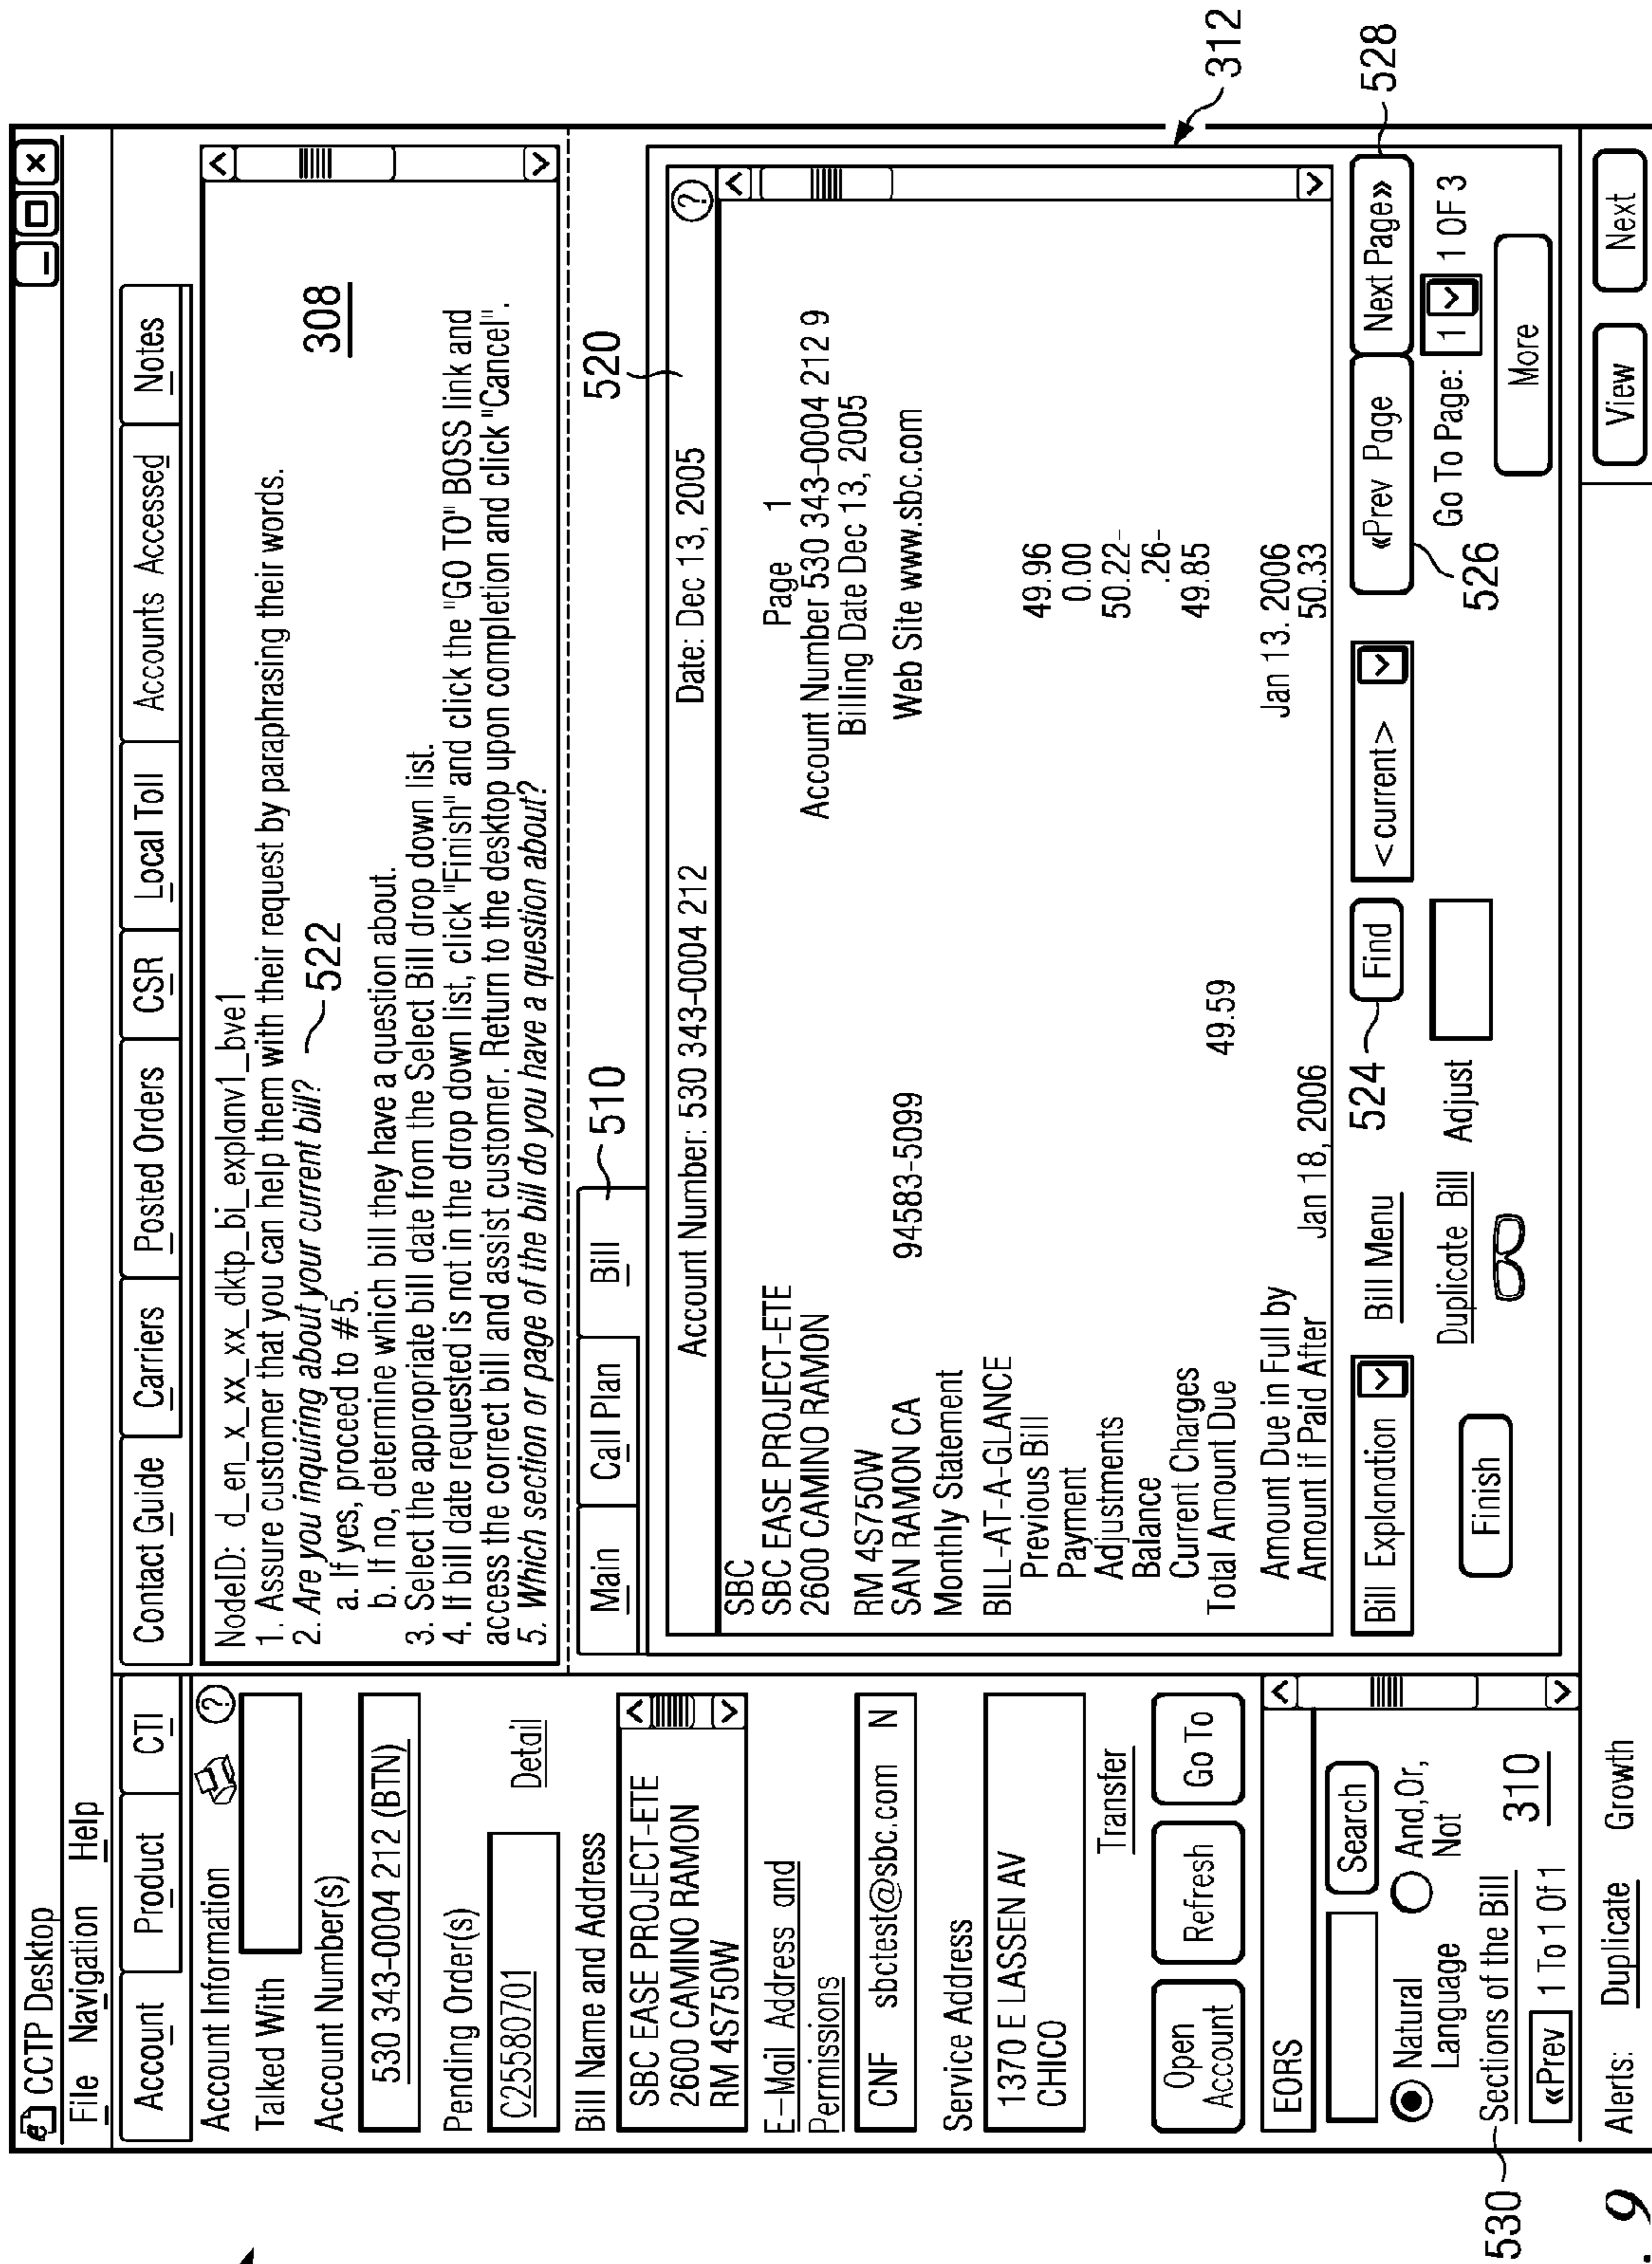 CCTP Desktop
File Navigation Help
Account Product CTI
Account Information
Talked With
Account Number(s)
530 343-0004 212 (BTN)
Pending Order(s)
C25580701 Detail
Bill Name and Address
SBC EASE PROJECT-ETE
2600 CAMINO RAMON
RM 4S750W
E-Mail Address and
Permissions
CNF sbctest@sbc.com N
Service Address
1370 E LASSEN AV
CHICO
Transfer
Open Account Refresh Go To
EORS
Search
Natural Language And,Or, Not
530 Sections of the Bill 310
«Prev 1 To 1 Of 1
Contact Guide Carriers Posted Orders CSR Local Toll Accounts Accessed Notes
NodeID: d_en_x_xx_xx_dktp_bi_explanv1_bve1
1. Assure customer that you can help them with their request by paraphrasing their words.
2. Are you inquiring about your current bill? 522 308
a. If yes, proceed to #5.
b. If no, determine which bill they have a question about.
3. Select the appropriate bill date from the Select Bill drop down list.
4. If bill date requested is not in the drop down list, click "Finish" and click the "GO TO" BOSS link and
access the correct bill and assist customer. Return to the desktop upon completion and click "Cancel".
5. Which section or page of the bill do you have a question about?
Main Call Plan Bill 510 520
Account Number: 530 343-0004 212 Date: Dec 13, 2005 ?
SBC
SBC EASE PROJECT-ETE Page 1
2600 CAMINO RAMON Account Number 530 343-0004 212 9
Billing Date Dec 13, 2005
RM 4S750W
SAN RAMON CA 94583-5099 Web Site www.sbc.com
Monthly Statement
BILL-AT-A-GLANCE
Previous Bill 49.96
Payment 0.00
Adjustments 50.22-
Balance .26-
Current Charges 49.85
Total Amount Due 49.59
Amount Due in Full by Jan 13. 2006
Amount if Paid After Jan 18, 2006 50.33
312
Bill Explanation Bill Menu 524 Find <current> «Prev Page Next Page» 528
Duplicate Bill Adjust 526 Go To Page: 1 1 OF 3
Finish More
Alerts: Duplicate Growth View Next
. 9